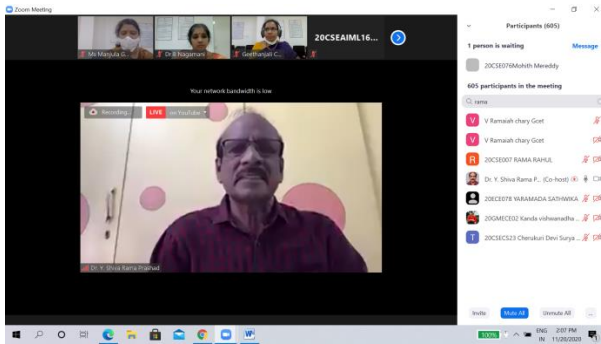 Zoom Meeting
Ms Manjula G
Dr B Nagamani
Geethanjali C...
20CSEAIML16...
Your network bandwidth is low
Recording
LIVE on YouTube
Dr. Y. Shiva Rama Prashad
Participants (605)
1 person is waiting Message
20CSE076Mohith Mereddy
605 participants in the meeting
rama
V V Ramaiah chary Gcet
V V Ramaiah chary Gcet
R 20CSE007 RAMA RAHUL
Dr. Y. Shiva Rama P... (Co-host)
20ECE078 YARAMADA SATHWIKA
20GMECE02 Kanda vishwanadha ...
T 20CSECS23 Cherukuri Devi Surya ...
Invite Mute All Unmute All ...
100% ENG 2:07 PM
IN 11/20/2020